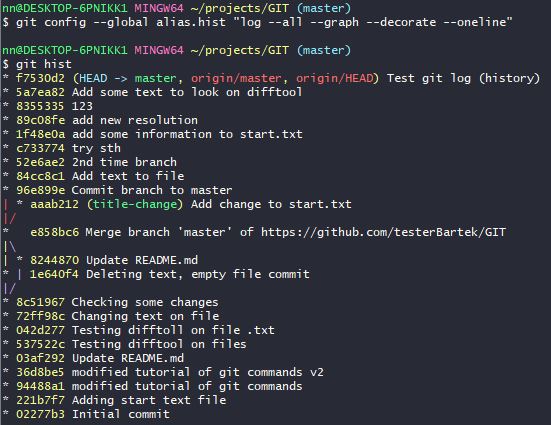 nn@DESKTOP-6PNIKK1 MINGW64 ~/projects/GIT (master)
$ git config --global alias.hist "log --all --graph --decorate --oneline"
nn@DESKTOP-6PNIKK1 MINGW64 ~/projects/GIT (master)
$ git hist
* f7530d2 (HEAD -> master, origin/master, origin/HEAD) Test git log (history)
* 5a7ea82 Add some text to look on difftool
* 8355335 123
* 89c08fe add new resolution
* 1f48e0a add some information to start.txt
* c733774 try sth
* 52e6ae2 2nd time branch
* 84cc8c1 Add text to file
* 96e899e Commit branch to master
| * aaab212 (title-change) Add change to start.txt
|/
*   e858bc6 Merge branch 'master' of https://github.com/testerBartek/GIT
|\
| * 8244870 Update README.md
* | 1e640f4 Deleting text, empty file commit
|/
* 8c51967 Checking some changes
* 72ff98c Changing text on file
* 042d277 Testing difftoll on file .txt
* 537522c Testing difftool on files
* 03af292 Update README.md
* 36d8be5 modified tutorial of git commands v2
* 94488a1 modified tutorial of git commands
* 221b7f7 Adding start text file
* 02277b3 Initial commit